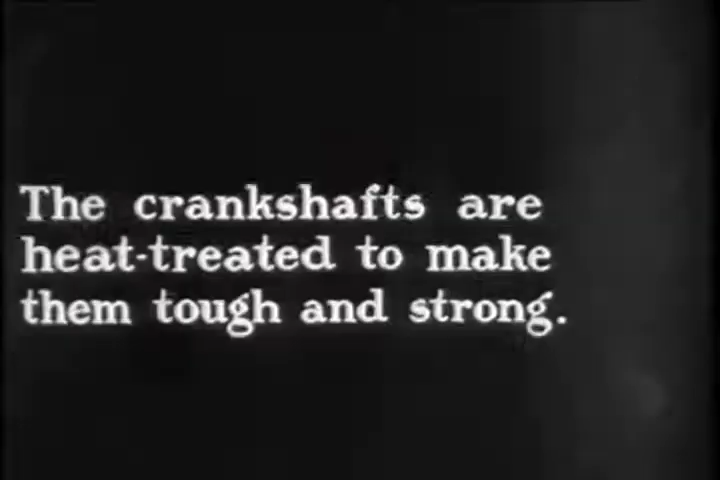 The crankshafts are
heat-treated to make
them tough and strong.